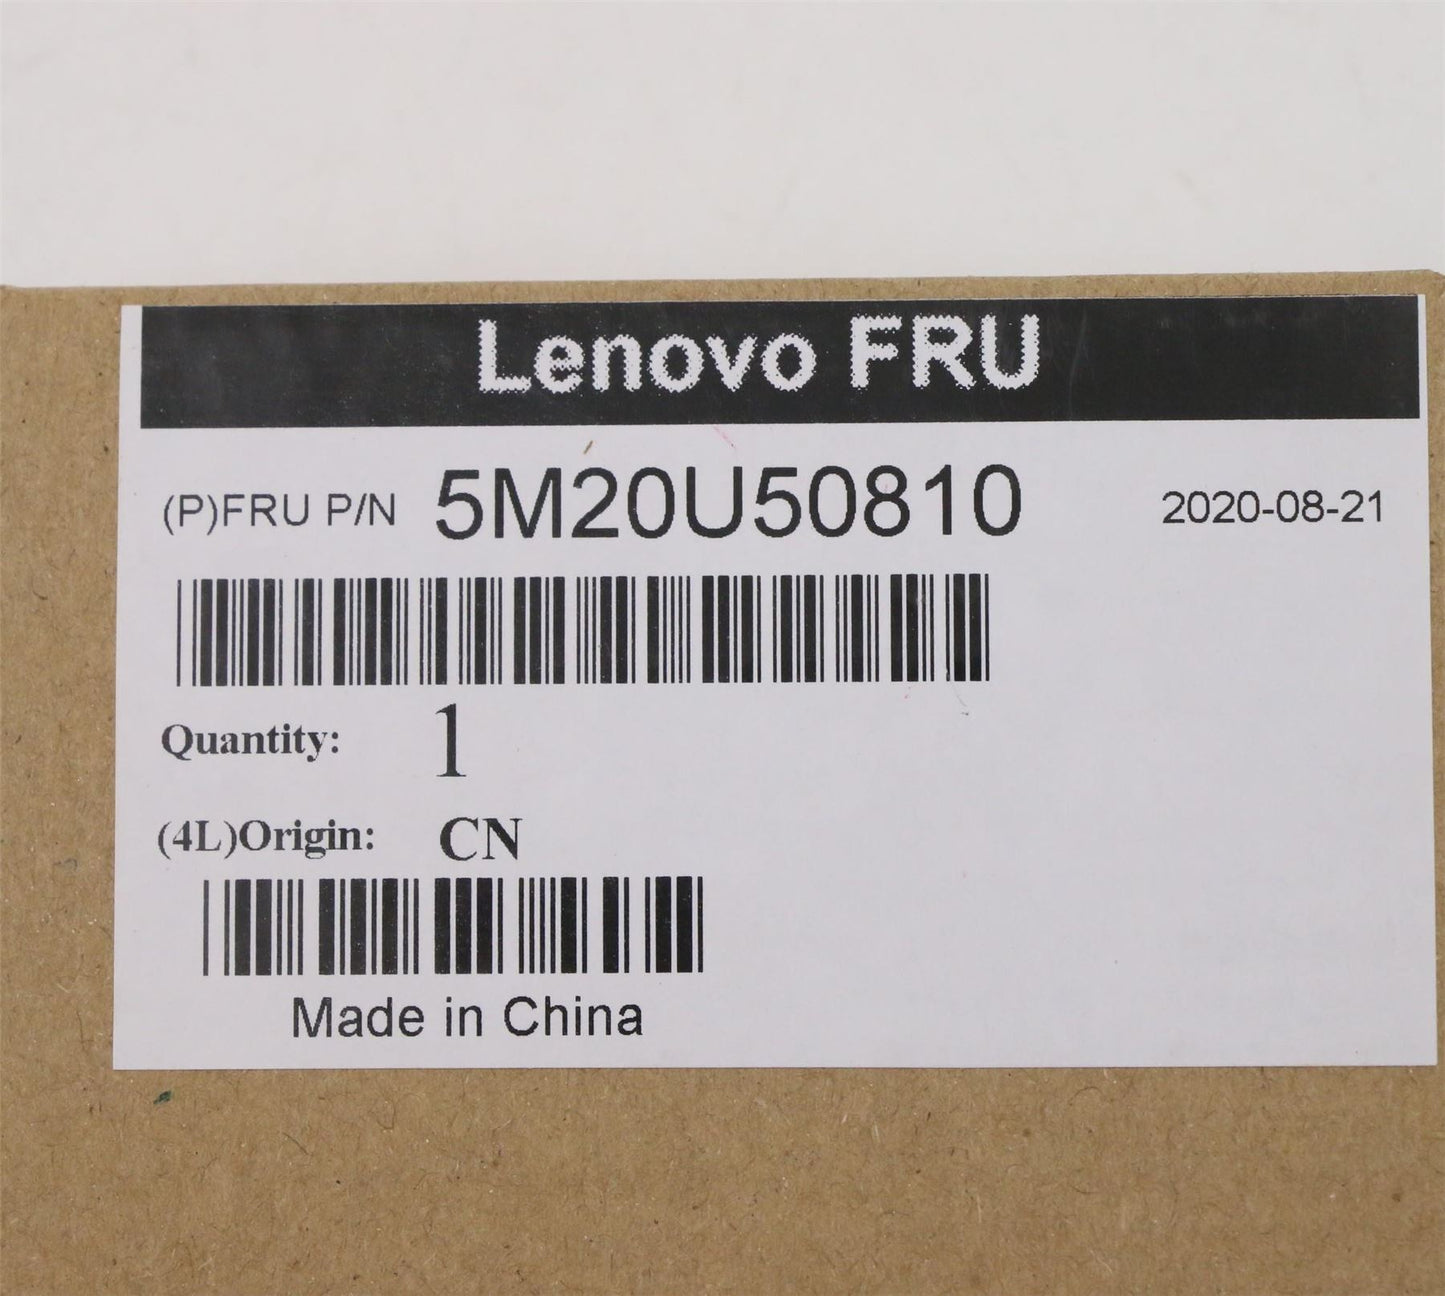 Lenovo FRU
(P)FRU P/N 5M20U50810 2020-08-21
Quantity: 1
(4L)Origin: CN
Made in China